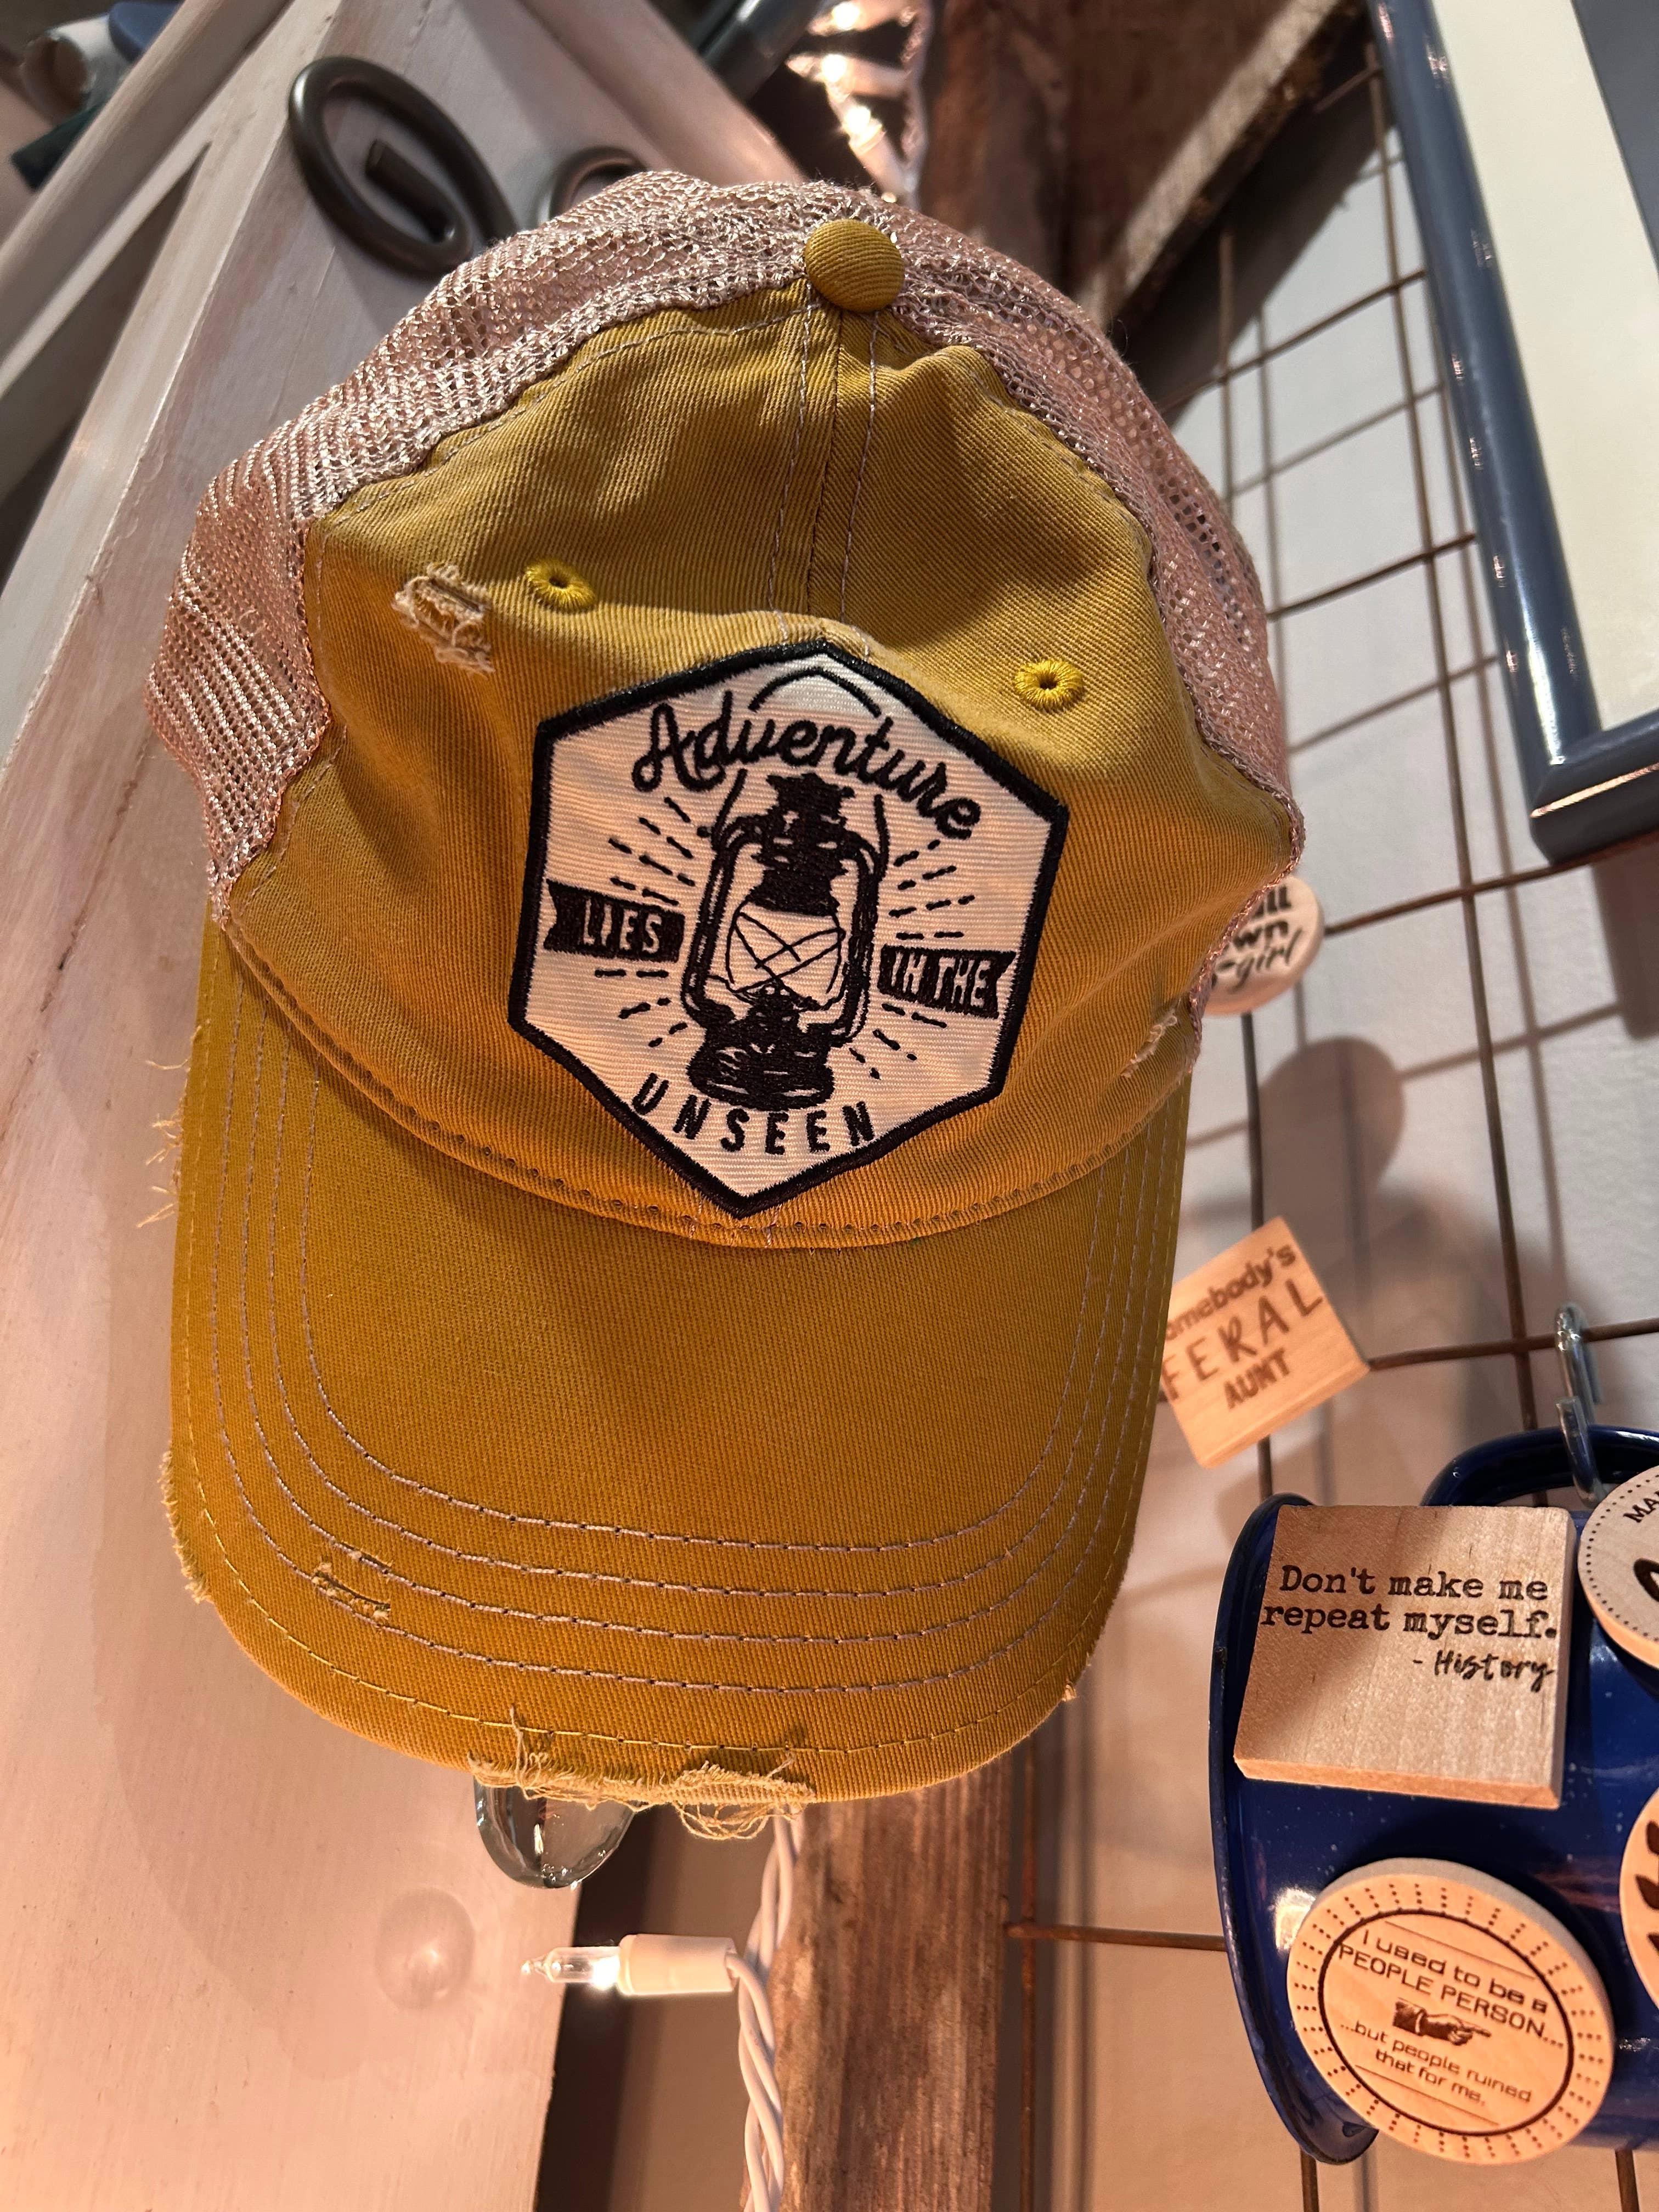 Adventure
LIES
IN THE
UNSEEN
girl
FERAL
AUNT
Don't make me
repeat myself.
- History
I used to be a
PEOPLE PERSON...
...but people ruined
that for me.